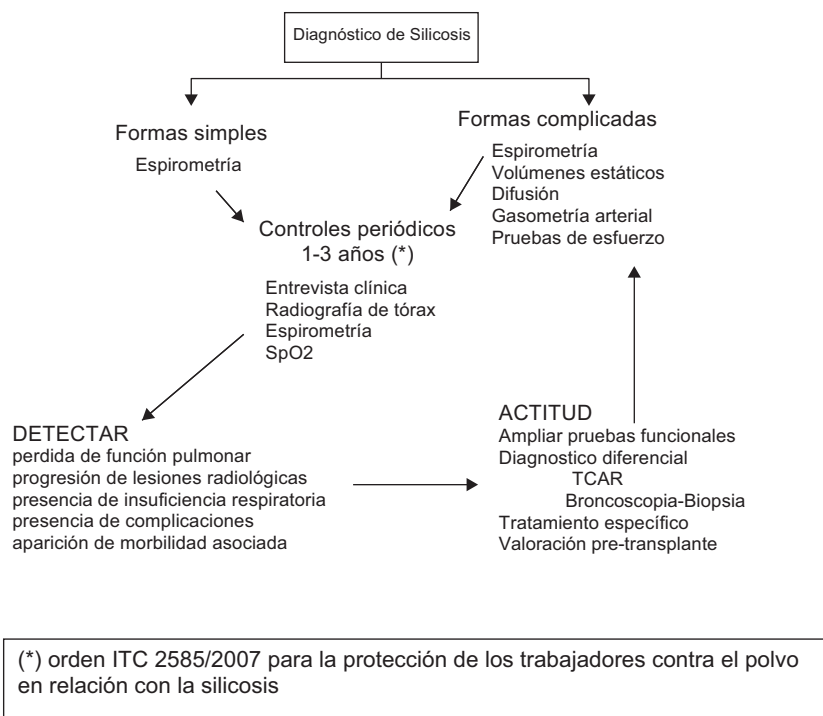 Diagnóstico de Silicosis
Formas simples
Espirometría
Formas complicadas
Espirometría
Volúmenes estáticos
Difusión
Gasometría arterial
Pruebas de esfuerzo
Controles periódicos
1-3 años (*)
Entrevista clínica
Radiografía de tórax
Espirometría
SpO2
DETECTAR
perdida de función pulmonar
progresión de lesiones radiológicas
presencia de insuficiencia respiratoria
presencia de complicaciones
aparición de morbilidad asociada
ACTITUD
Ampliar pruebas funcionales
Diagnostico diferencial
TCAR
Broncoscopia-Biopsia
Tratamiento específico
Valoración pre-transplante
(*) orden ITC 2585/2007 para la protección de los trabajadores contra el polvo
en relación con la silicosis